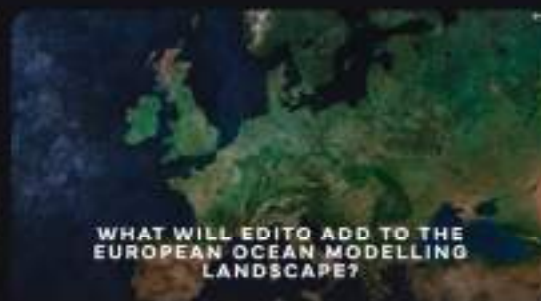 WHAT WILL EDITO ADD TO THE
EUROPEAN OCEAN MODELLING
LANDSCAPE?